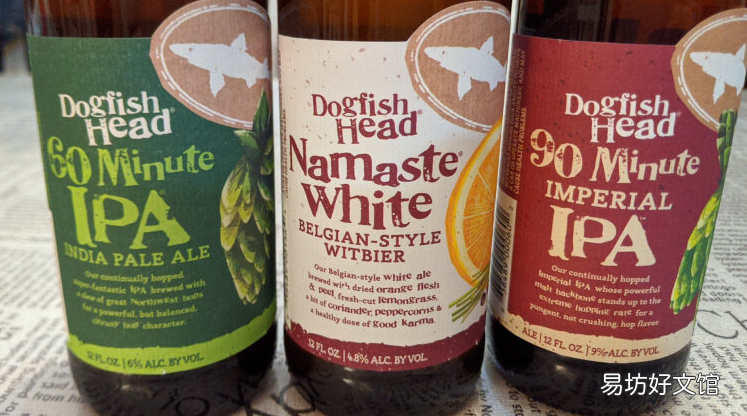 Dogfish
Head
60 Minute
IPA
INDIA PALE ALE
Our continually hopped
super-fantastic IPA brewed with
a slew of great Northwest hops
for a powerful, but balanced,
citrusy hop character.
12 FL. OZ. | 6% ALC. BY VOL.
Dogfish
Head®
Namaste®
White
BELGIAN-STYLE
WITBIER
Our Belgian-style white ale
brewed with dried orange flesh
& peel, fresh-cut lemongrass,
a bit of coriander, peppercorns &
a healthy dose of good karma.
12 FL. OZ. | 4.8% ALC. BY VOL.
Dogfish
Head®
90 Minute
IMPERIAL
IPA™
Our continually hopped
Imperial IPA whose powerful
malt backbone stands up to the
extreme hopping rate for a
pungent, not crushing, hop flavor.
ALE | 12 FL. OZ. | 9% ALC. BY VOL.
CAUSE HEALTH PROBLEMS.
易坊好文馆